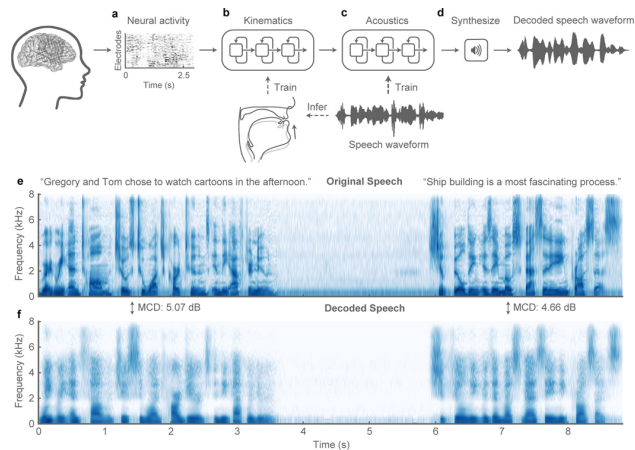 a Neural activity
b Kinematics
c Acoustics
d Synthesize
Decoded speech waveform
Electrodes
0 2.5
Time (s)
Train
Train
Infer
Speech waveform
e "Gregory and Tom chose to watch cartoons in the afternoon." Original Speech "Ship building is a most fascinating process."
Frequency (kHz)
8
6
4
2
0
MCD: 5.07 dB Decoded Speech MCD: 4.66 dB
f
Frequency (kHz)
8
6
4
2
0
0 1 2 3 4 5 6 7 8
Time (s)